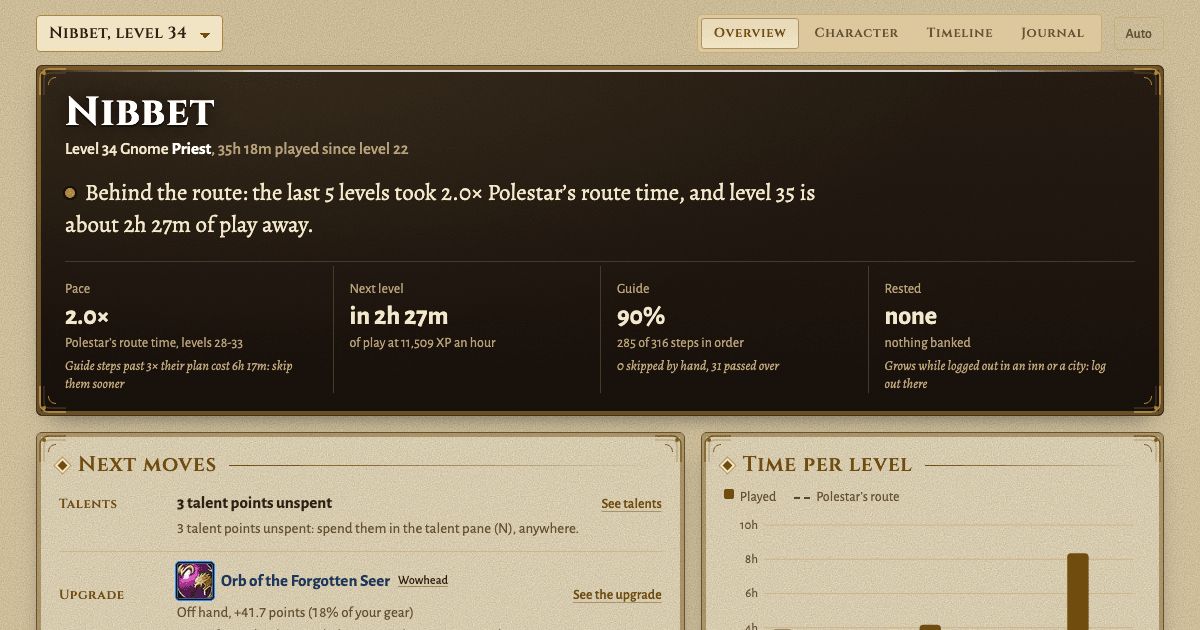 Nibbet, level 34
Overview Character Timeline Journal Auto
Nibbet
Level 34 Gnome Priest, 35h 18m played since level 22
Behind the route: the last 5 levels took 2.0× Polestar's route time, and level 35 is
about 2h 27m of play away.
Pace
2.0×
Polestar's route time, levels 28-33
Guide steps past 3× their plan cost 6h 17m: skip
them sooner
Next level
in 2h 27m
of play at 11,509 XP an hour
Guide
90%
285 of 316 steps in order
0 skipped by hand, 31 passed over
Rested
none
nothing banked
Grows while logged out in an inn or a city: log
out there
Next moves
Talents
3 talent points unspent
See talents
3 talent points unspent: spend them in the talent pane (N), anywhere.
Upgrade
Orb of the Forgotten Seer Wowhead
See the upgrade
Off hand, +41.7 points (18% of your gear)
Time per level
Played Polestar's route
10h
8h
6h
4h